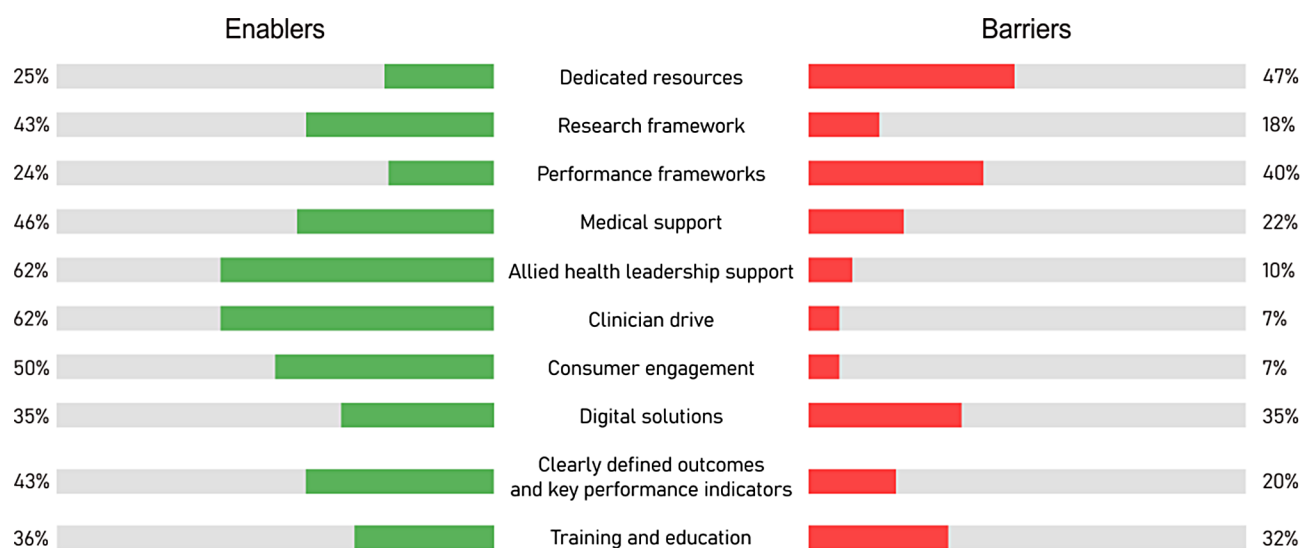 Enablers Barriers
25% Dedicated resources 47%
43% Research framework 18%
24% Performance frameworks 40%
46% Medical support 22%
62% Allied health leadership support 10%
62% Clinician drive 7%
50% Consumer engagement 7%
35% Digital solutions 35%
Clearly defined outcomes
43% and key performance indicators 20%
36% Training and education 32%